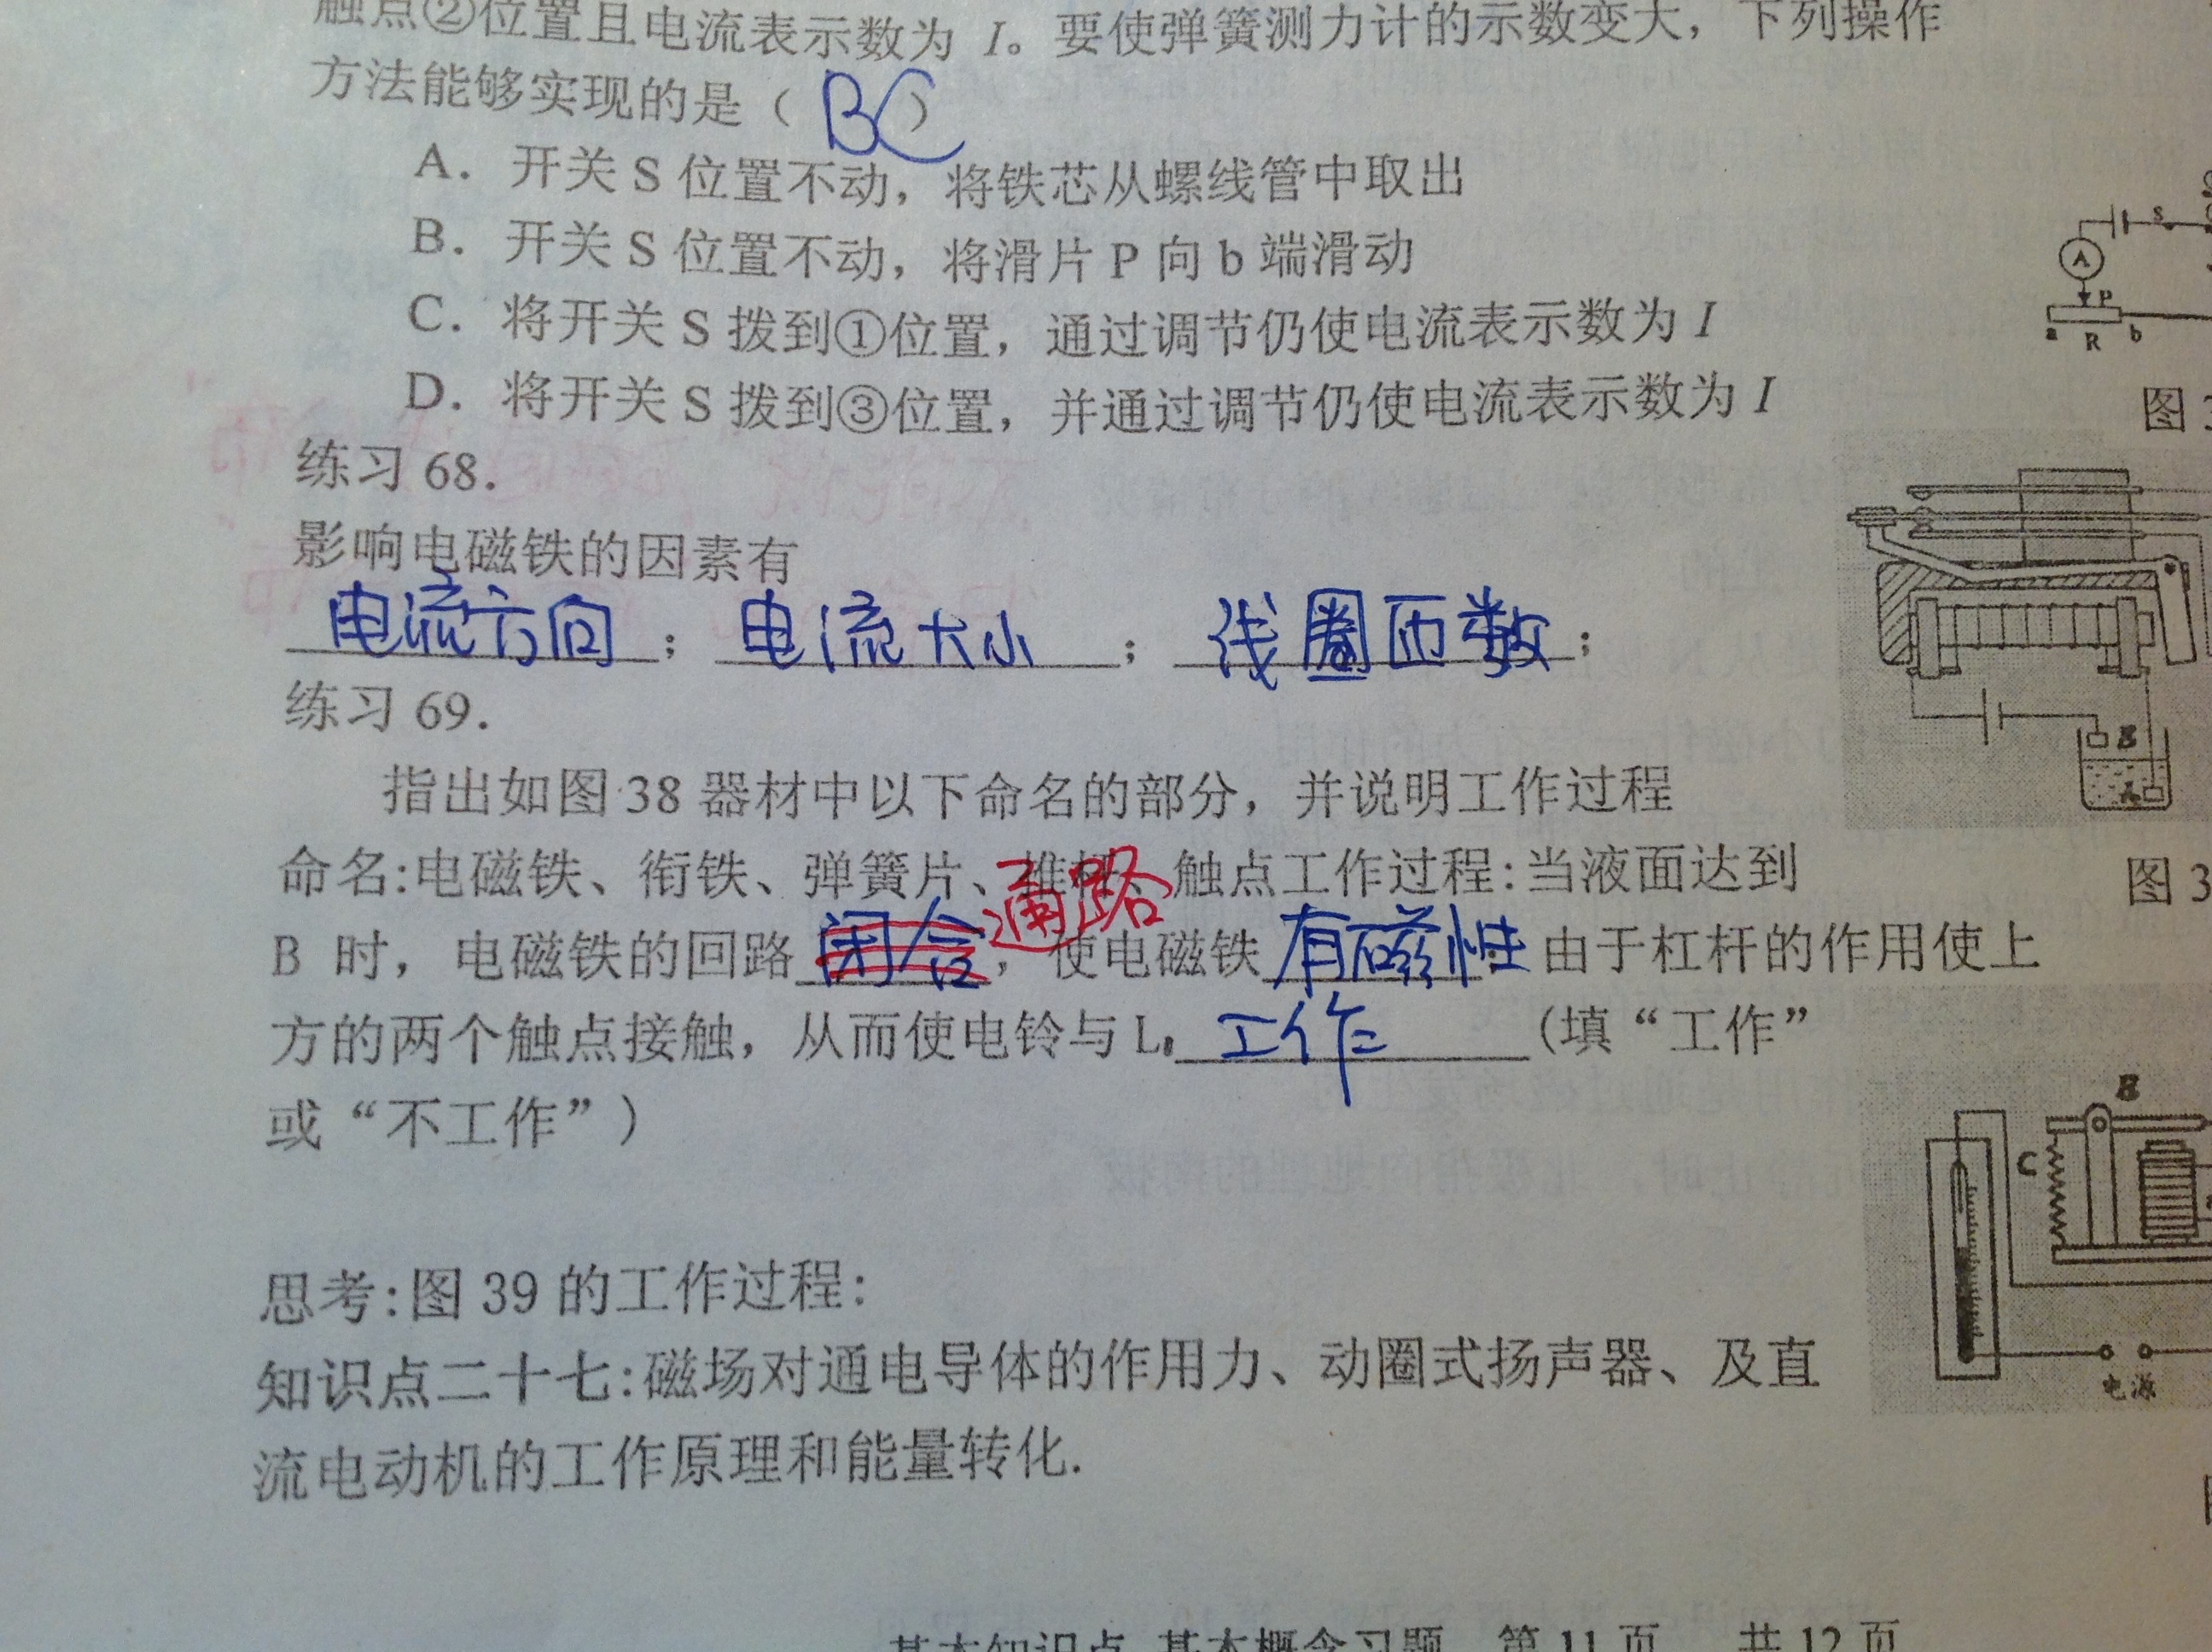 触点②位置且电流表示数为 I。要使弹簧测力计的示数变大，下列操作
方法能够实现的是（ BC ）
A．开关 S 位置不动，将铁芯从螺线管中取出
B．开关 S 位置不动，将滑片 P 向 b 端滑动
C．将开关 S 拨到①位置，通过调节仍使电流表示数为 I
D．将开关 S 拨到③位置，并通过调节仍使电流表示数为 I
S
A
P
a R b
图
练习 68.
影响电磁铁的因素有
电流方向；电流大小；线圈匝数；
练习 69.
B
A
指出如图 38 器材中以下命名的部分，并说明工作过程
图 3
命名:电磁铁、衔铁、弹簧片、推杆、触点工作过程:当液面达到
通路
B 时，电磁铁的回路闭合，使电磁铁有磁性由于杠杆的作用使上
方的两个触点接触，从而使电铃与 L 工作(填“工作”
或“不工作”）
B
C
电源
思考:图 39 的工作过程:
知识点二十七:磁场对通电导体的作用力、动圈式扬声器、及直
流电动机的工作原理和能量转化.
基本知识点 基本概念习题 第 11 页 共 12 页